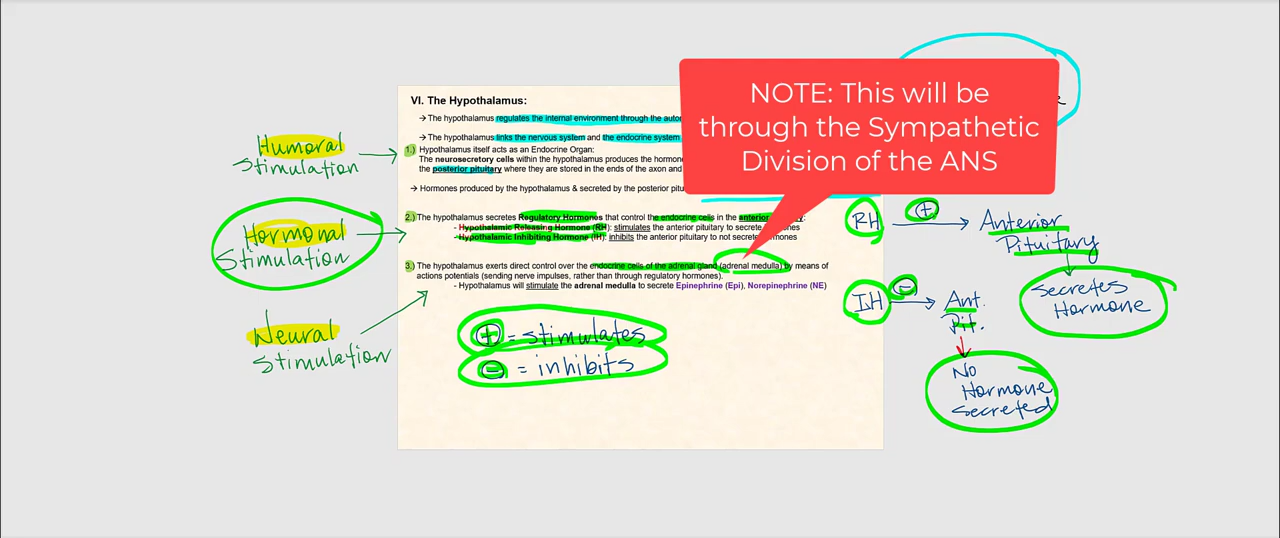 NOTE: This will be
through the Sympathetic
Division of the ANS
VI. The Hypothalamus:
→ The hypothalamus regulates the internal environment through the
→ The hypothalamus links the nervous system and the endocrine system
1.) Hypothalamus itself acts as an Endocrine Organ:
The neurosecretory cells within the hypothalamus produces the
the posterior pituitary where they are stored in the ends of the axon and
→ Hormones produced by the hypothalamus & secreted by the posterior
2.) The hypothalamus secretes Regulatory Hormones that control the endocrine cells in the anterior
- Hypothalamic Releasing Hormone (RH): stimulates the anterior pituitary to secrete
- Hypothalamic Inhibiting Hormone (IH): inhibits the anterior pituitary to not secrete hormones
3.) The hypothalamus exerts direct control over the endocrine cells of the adrenal gland (adrenal medulla) by means of
actions potentials (sending nerve impulses, rather than through regulatory hormones).
- Hypothalamus will stimulate the adrenal medulla to secrete Epinephrine (Epi), Norepinephrine (NE)
Humoral
Stimulation
Hormonal
Stimulation
Neural
Stimulation
+ = stimulates
- = inhibits
RH + → Anterior
Pituitary
Secretes
Hormone
IH - → Ant.
Pit.
No
Hormone
Secreted